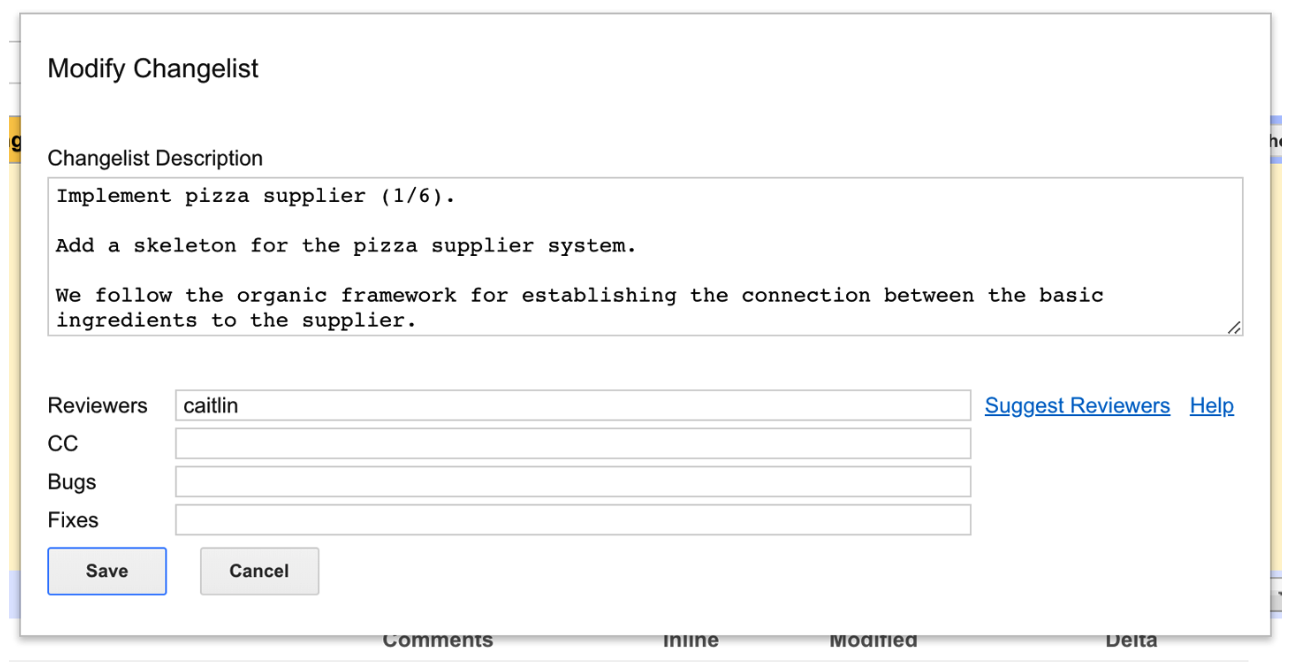 Modify Changelist
Changelist Description
Implement pizza supplier (1/6).
Add a skeleton for the pizza supplier system.
We follow the organic framework for establishing the connection between the basic
ingredients to the supplier.
Reviewers caitlin Suggest Reviewers Help
CC
Bugs
Fixes
Save Cancel
Comments Inline Modified Delta